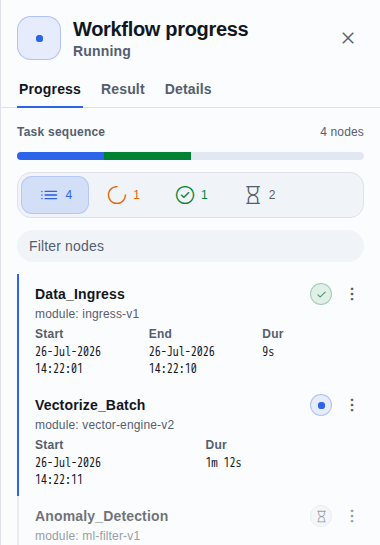 Workflow progress
Running
Progress Result Details
Task sequence 4 nodes
4 1 1 2
Filter nodes
Data_Ingress
module: ingress-v1
Start End Dur
26-Jul-2026 26-Jul-2026 9s
14:22:01 14:22:10
Vectorize_Batch
module: vector-engine-v2
Start Dur
26-Jul-2026 1m 12s
14:22:11
Anomaly_Detection
module: ml-filter-v1